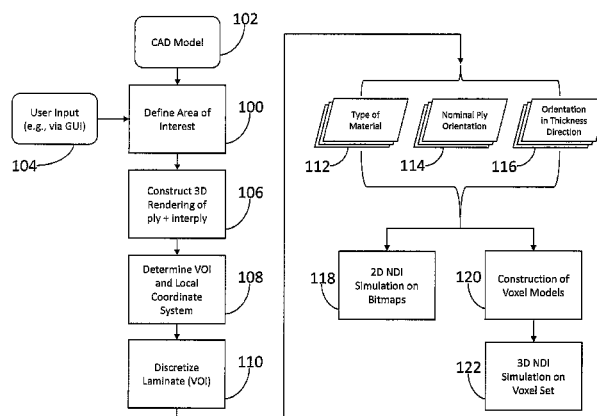 CAD Model
102
User Input
(e.g., via GUI)
104
Define Area of
Interest
100
Construct 3D
Rendering of
ply + interply
106
Determine VOI
and Local
Coordinate
System
108
Discretize
Laminate (VOI)
110
Type of
Material
112
Nominal Ply
Orientation
114
Orientation
in Thickness
Direction
116
118
2D NDI
Simulation on
Bitmaps
120
Construction of
Voxel Models
122
3D NDI
Simulation on
Voxel Set